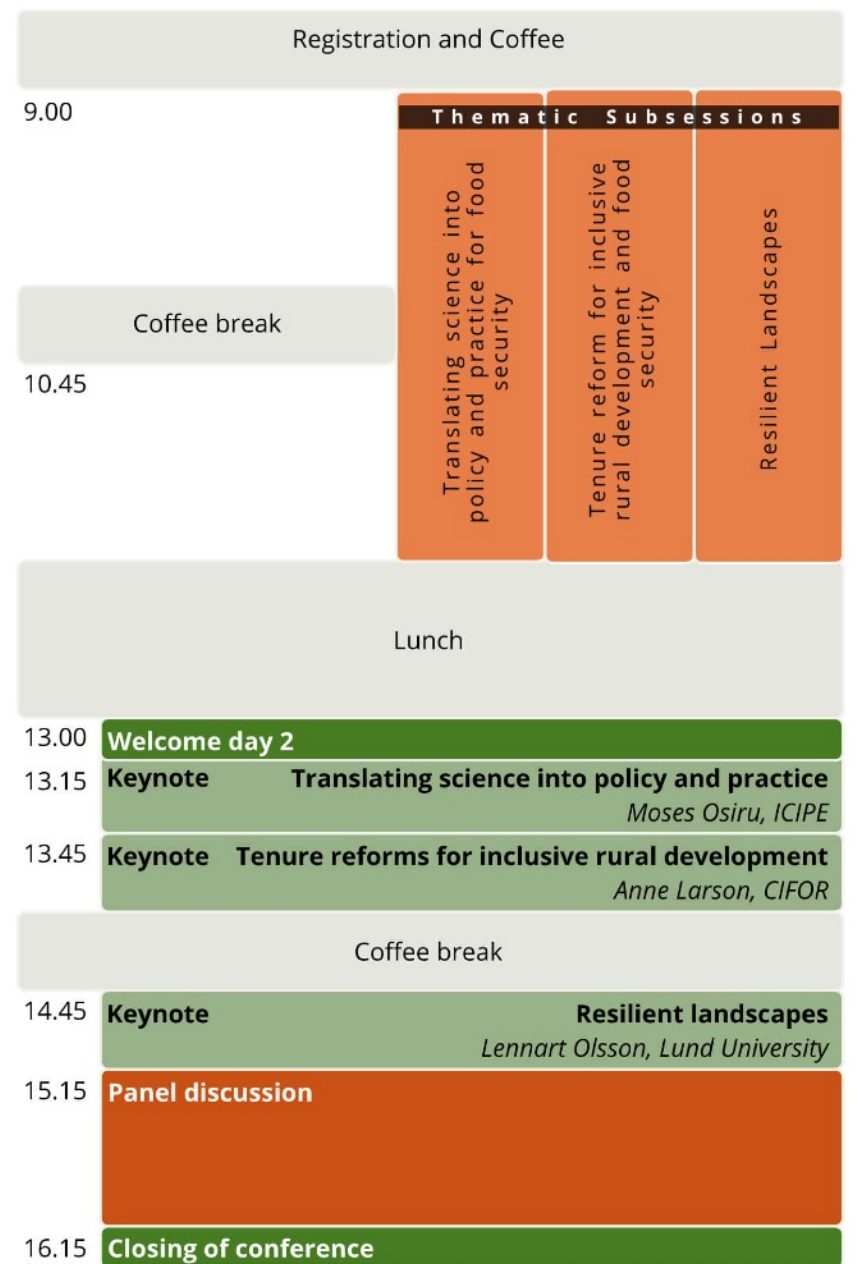 Registration and Coffee
9.00
Thematic Subsessions
Translating science into
policy and practice for food
security
Tenure reform for inclusive
rural development and food
security
Resilient Landscapes
Coffee break
10.45
Lunch
13.00 Welcome day 2
13.15 Keynote Translating science into policy and practice
Moses Osiru, ICIPE
13.45 Keynote Tenure reforms for inclusive rural development
Anne Larson, CIFOR
Coffee break
14.45 Keynote Resilient landscapes
Lennart Olsson, Lund University
15.15 Panel discussion
16.15 Closing of conference